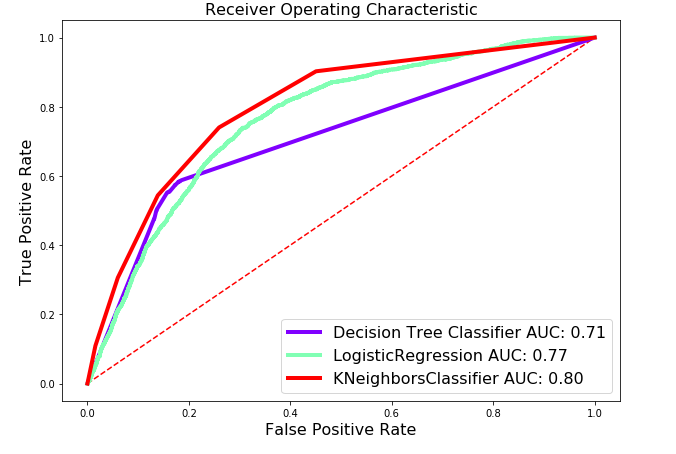 Receiver Operating Characteristic
True Positive Rate
1.0
0.8
0.6
0.4
0.2
0.0
Decision Tree Classifier AUC: 0.71
LogisticRegression AUC: 0.77
KNeighborsClassifier AUC: 0.80
0.0 0.2 0.4 0.6 0.8 1.0
False Positive Rate